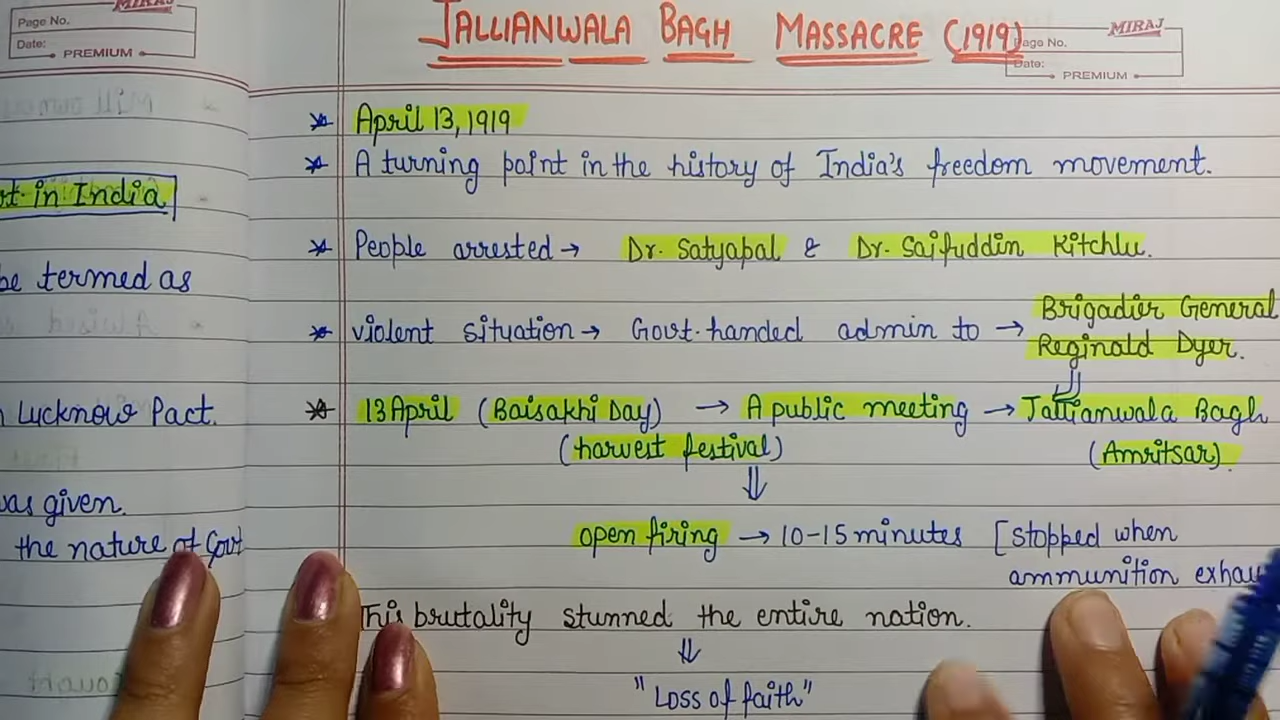 MIRAJ
Page No.
Date:
PREMIUM
JALLIANWALA BAGH MASSACRE (1919)
MIRAJ
Page No.
Date:
PREMIUM
April 13, 1919
A turning point in the history of India's freedom movement.
rt in India
People arrested → Dr. Satyapal & Dr. Saifuddin Kitchlu.
be termed as
violent situation → Govt. handed admin to → Brigadier General
Reginald Dyer.
Lucknow Pact.
13 April (Baisakhi Day) → A public meeting → Jallianwala Bagh
(harvest festival)
(Amritsar)
was given.
the nature of Govt
open firing → 10-15 minutes [stopped when
ammunition exhau
This brutality stunned the entire nation.
"Loss of faith"